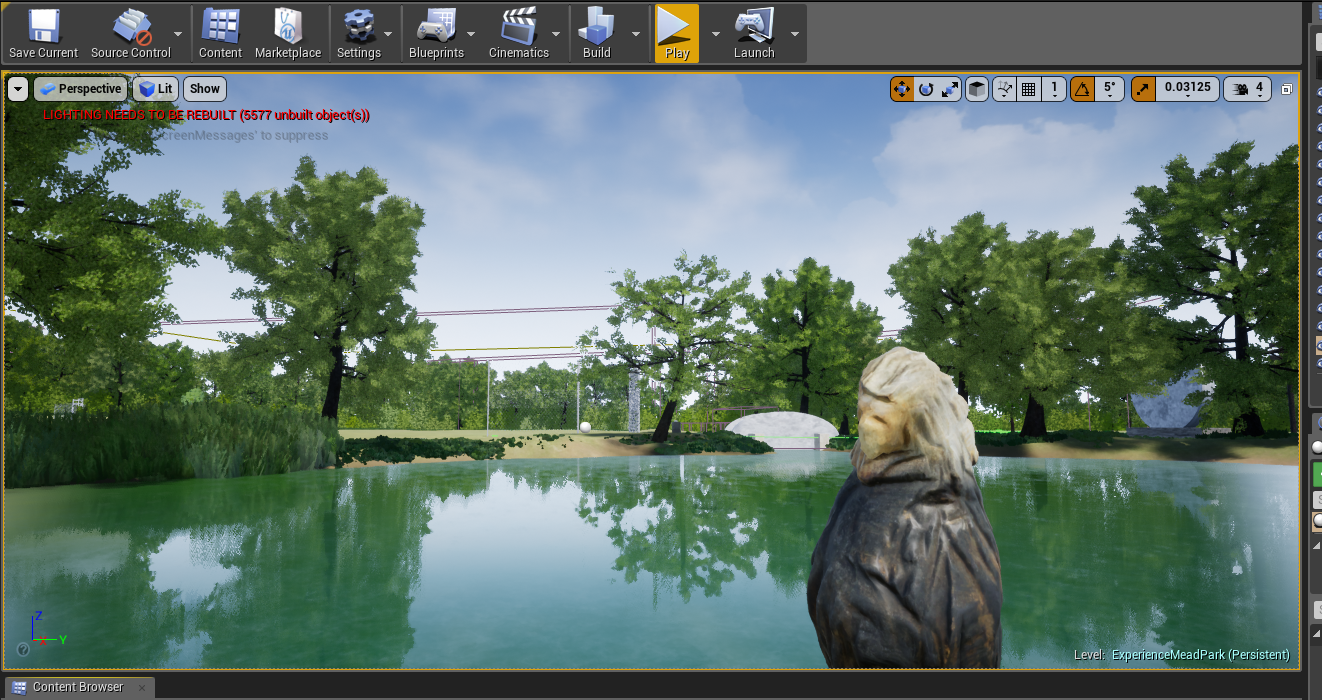 Save Current Source Control Content Marketplace Settings Blueprints Cinematics Build Play Launch
Perspective Lit Show 1 5° 0.03125 4
LIGHTING NEEDS TO BE REBUILT (5577 unbuilt object(s))
to suppress
Z
X Y
?
Level: ExperienceMeadPark (Persistent)
Content Browser